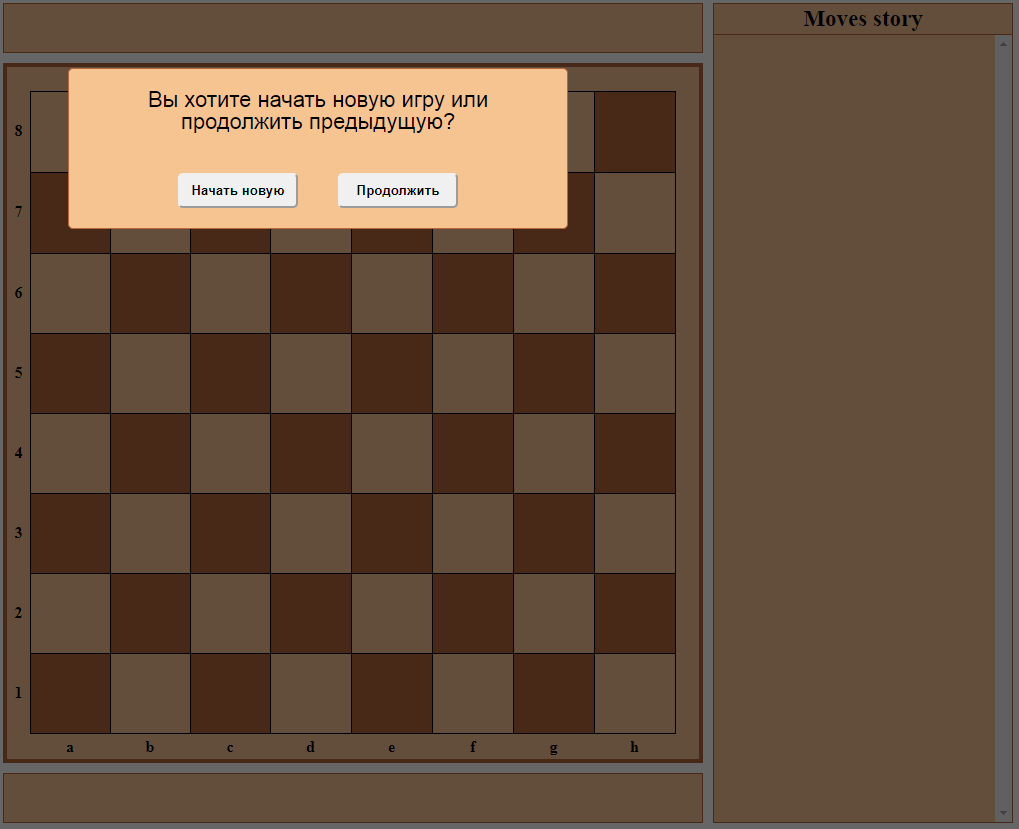 Moves story
Вы хотите начать новую игру или
продолжить предыдущую?
Начать новую
Продолжить
8
7
6
5
4
3
2
1
a b c d e f g h